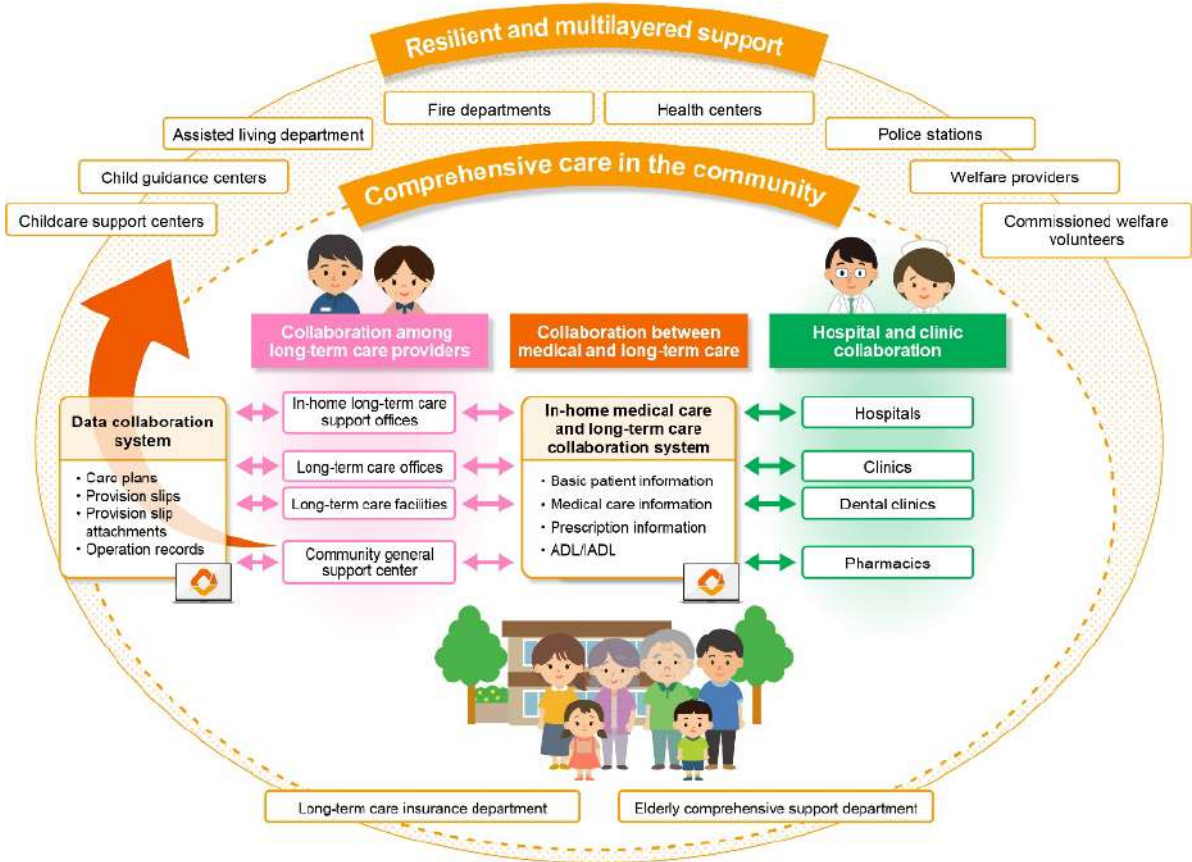 Resilient and multilayered support
Fire departments
Health centers
Assisted living department
Police stations
Child guidance centers
Welfare providers
Childcare support centers
Commissioned welfare
volunteers
Comprehensive care in the community
Collaboration among
long-term care providers
Collaboration between
medical and long-term care
Hospital and clinic
collaboration
Data collaboration
system
• Care plans
• Provision slips
• Provision slip
attachments
• Operation records
In-home long-term care
support offices
Long-term care offices
Long-term care facilities
Community general
support center
In-home medical care
and long-term care
collaboration system
• Basic patient information
• Medical care information
• Prescription information
• ADL/IADL
Hospitals
Clinics
Dental clinics
Pharmacies
Long-term care insurance department
Elderly comprehensive support department